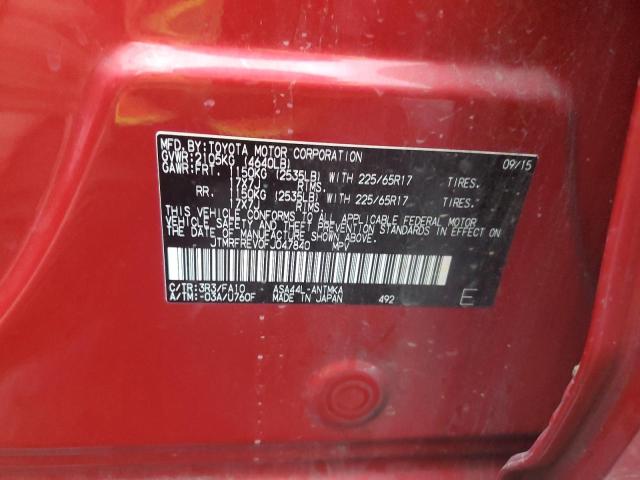 MFD. BY: TOYOTA MOTOR CORPORATION 09/15
GVWR: 2105KG (4640LB)
GAWR: FRT. 1150KG (2535LB) WITH 225/65R17 TIRES.
17X7J RIMS.
RR. 1150KG (2535LB) WITH 225/65R17 TIRES.
17X7J RIMS.
THIS VEHICLE CONFORMS TO ALL APPLICABLE FEDERAL MOTOR
VEHICLE SAFETY AND THEFT PREVENTION STANDARDS IN EFFECT ON
THE DATE OF MANUFACTURE SHOWN ABOVE.
JTMRFREV0FJ047840 MPV
C/TR: 3R3/FA10 ASA44L-ANTMKA
A/TM: -03A/U760F MADE IN JAPAN 492 E